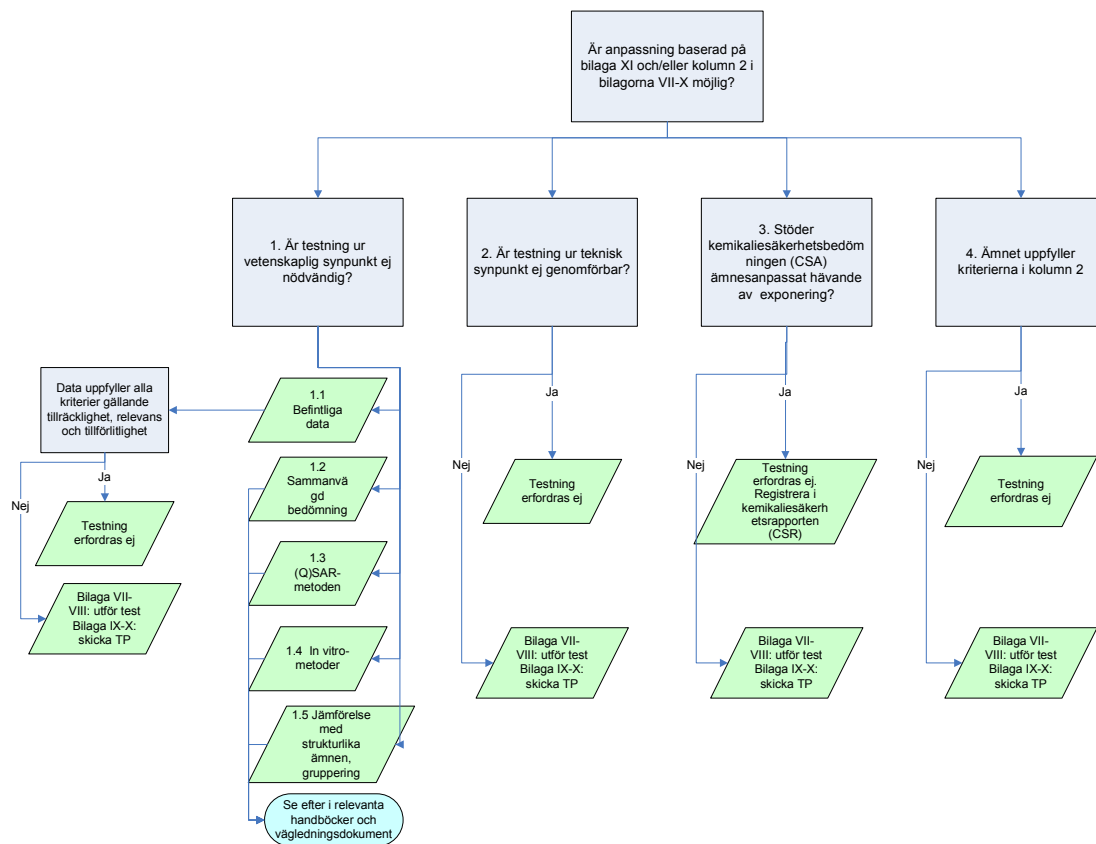 Är anpassning baserad på
bilaga XI och/eller kolumn 2 i
bilagorna VII-X möjlig?
1. Är testning ur
vetenskaplig synpunkt ej
nödvändig?
2. Är testning ur teknisk
synpunkt ej genomförbar?
3. Stöder
kemikaliesäkerhetsbedöm
ningen (CSA)
ämnesanpassat hävande
av exponering?
4. Ämnet uppfyller
kriterierna i kolumn 2
Data uppfyller alla
kriterier gällande
tillräcklighet, relevans
och tillförlitlighet
Nej
Ja
Testning
erfordras ej
Bilaga VII-
VIII: utför test
Bilaga IX-X:
skicka TP
1.1
Befintliga
data
1.2
Sammanvä
gd
bedömning
1.3
(Q)SAR-
metoden
1.4 In vitro-
metoder
1.5 Jämförelse
med
strukturlika
ämnen,
gruppering
Se efter i relevanta
handböcker och
vägledningsdokument
Nej
Ja
Testning
erfordras ej
Bilaga VII-
VIII: utför test
Bilaga IX-X:
skicka TP
Nej
Ja
Testning
erfordras ej.
Registrera i
kemikaliesäkerh
etsrapporten
(CSR)
Bilaga VII-
VIII: utför test
Bilaga IX-X:
skicka TP
Nej
Ja
Testning
erfordras ej
Bilaga VII-
VIII: utför test
Bilaga IX-X:
skicka TP